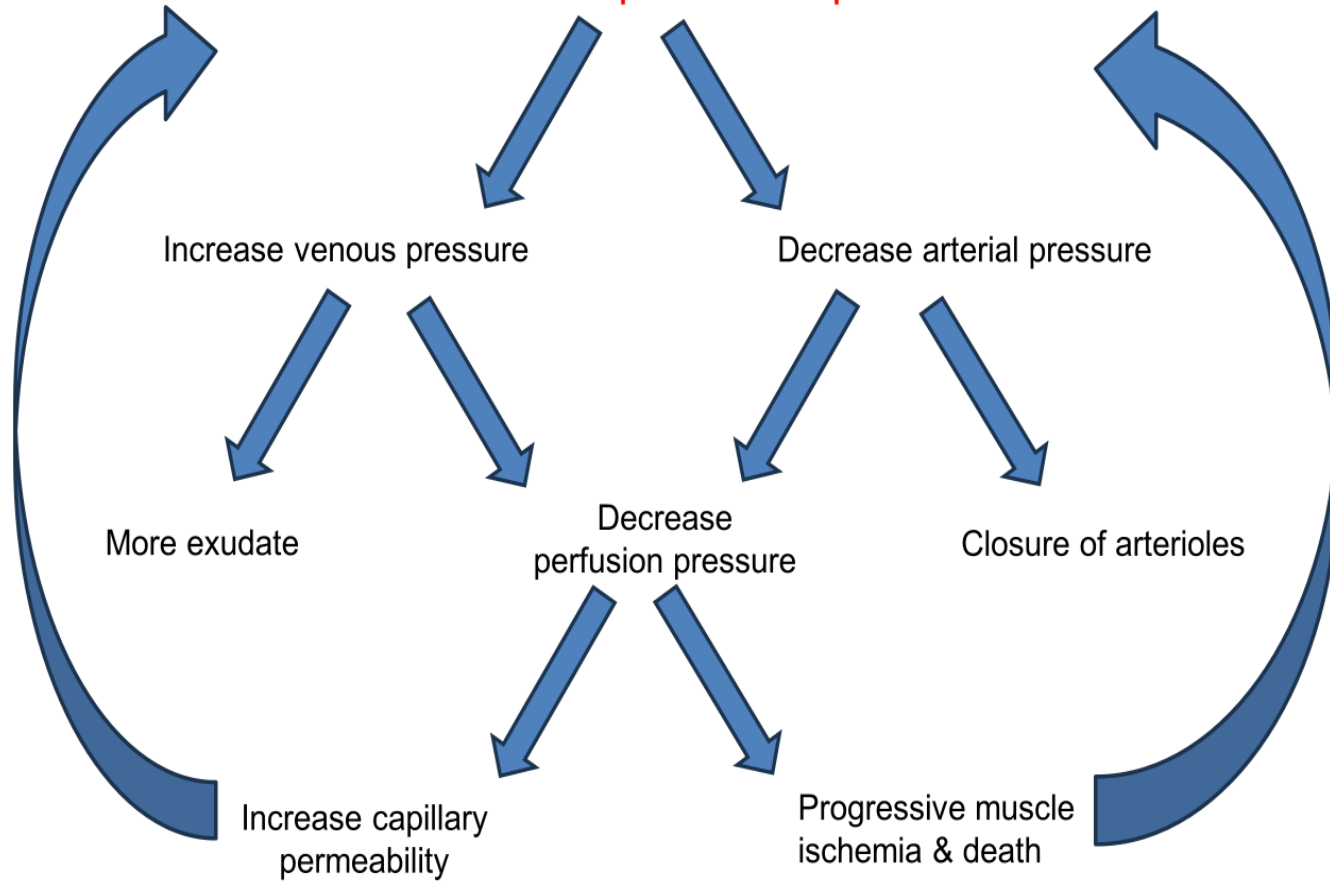 Increase venous pressure
Decrease arterial pressure
More exudate
Decrease
perfusion pressure
Closure of arterioles
Increase capillary
permeability
Progressive muscle
ischemia & death